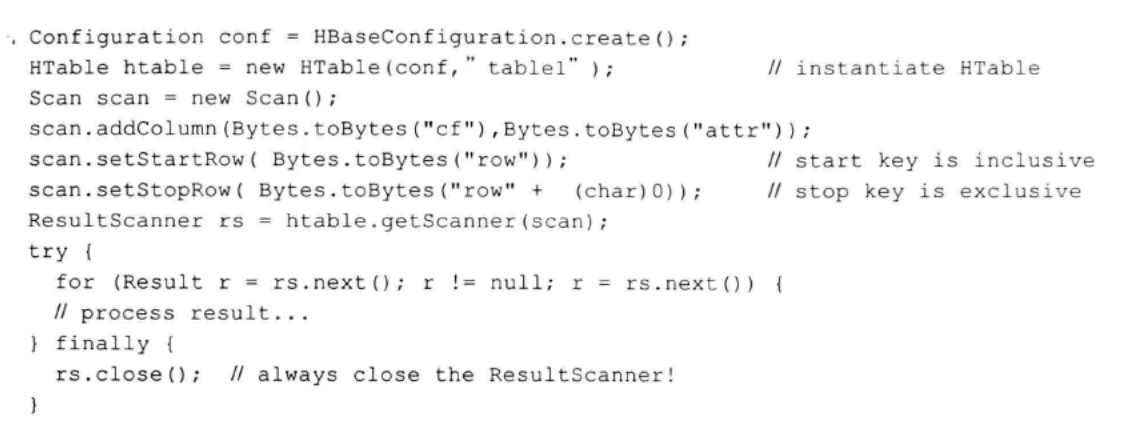 Configuration conf = HBaseConfiguration.create();
HTable htable = new HTable(conf,” table1” ); // instantiate HTable
Scan scan = new Scan();
scan.addColumn(Bytes.toBytes("cf"),Bytes.toBytes("attr"));
scan.setStartRow( Bytes.toBytes("row")); // start key is inclusive
scan.setStopRow( Bytes.toBytes("row" + (char)0)); // stop key is exclusive
ResultScanner rs = htable.getScanner(scan);
try {
for (Result r = rs.next(); r != null; r = rs.next()) {
// process result...
} finally {
rs.close(); // always close the ResultScanner!
}